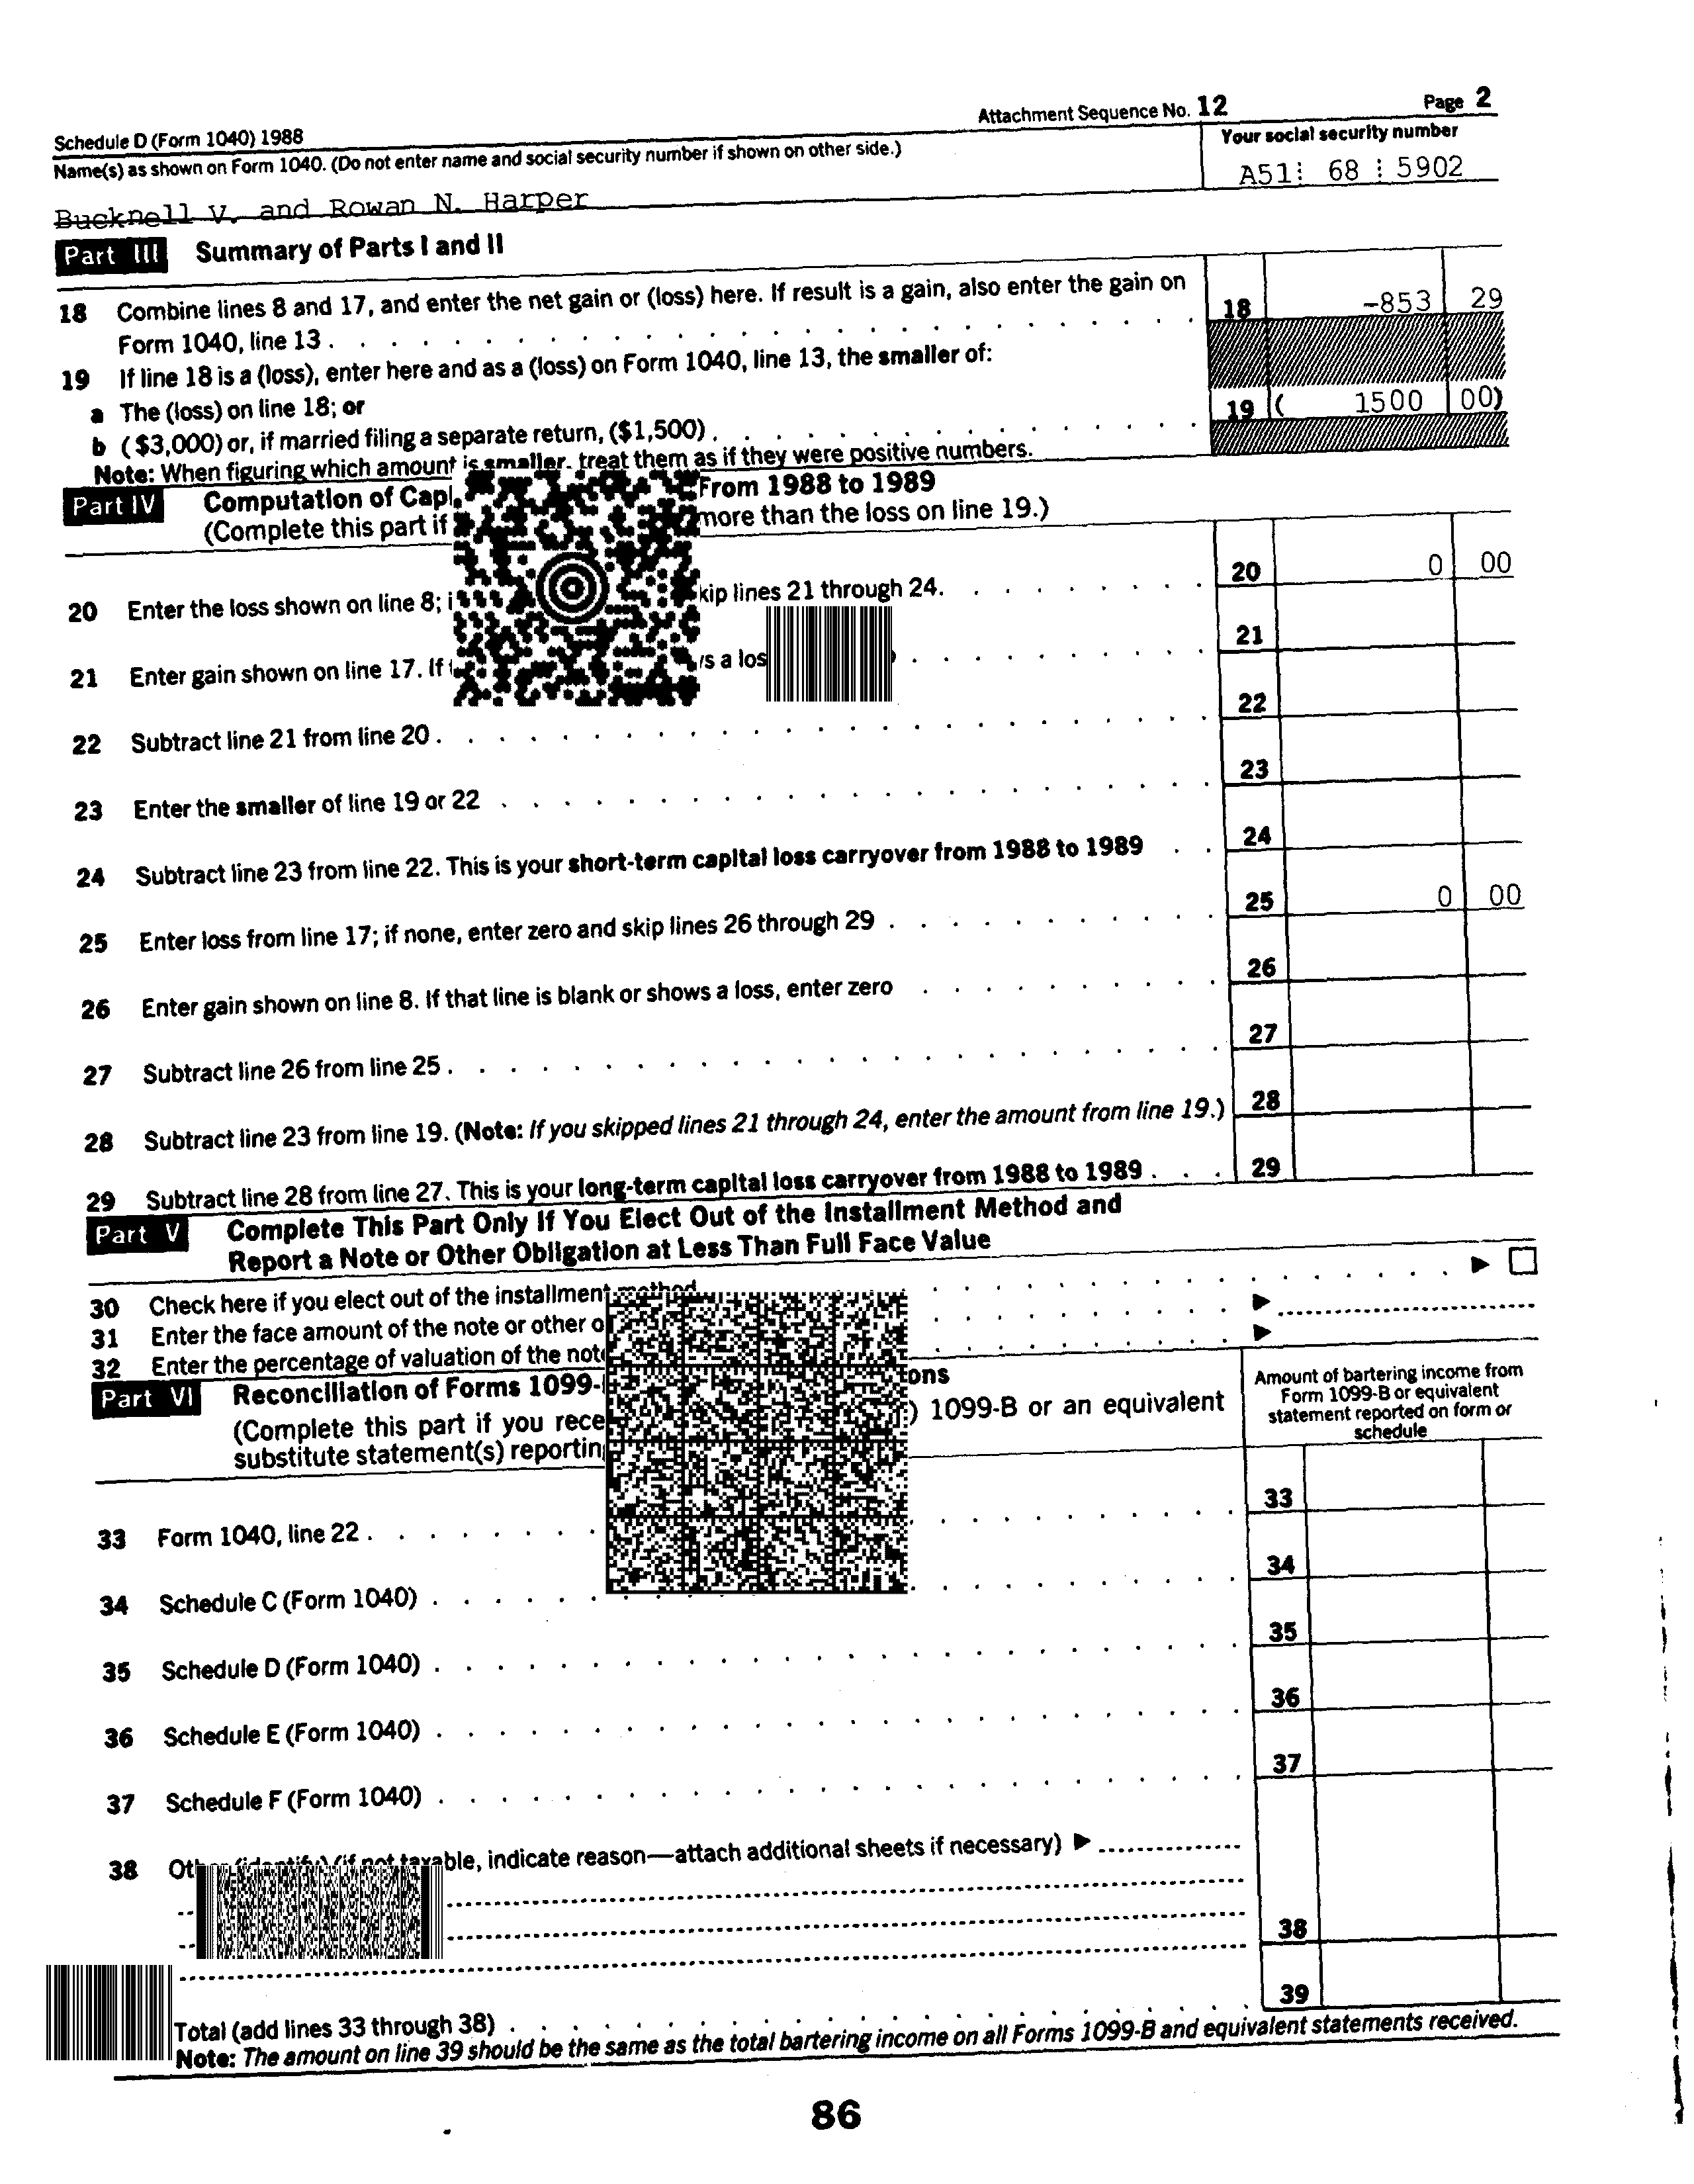 Attachment Sequence No. 12
Page 2
Schedule D (Form 1040) 1988
Name(s) as shown on Form 1040. (Do not enter name and social security number if shown on other side.)
Your social security number
Bucknell V. and Rowan N. Harper
A51 68 5902
Part III Summary of Parts I and II
18 Combine lines 8 and 17, and enter the net gain or (loss) here. If result is a gain, also enter the gain on
Form 1040, line 13 . . . . 18 -853 29
19 If line 18 is a (loss), enter here and as a (loss) on Form 1040, line 13, the smaller of:
a The (loss) on line 18; or
b ($3,000) or, if married filing a separate return, ($1,500) . . . . 19 ( 1500 00)
Note: When figuring which amount is smaller, treat them as if they were positive numbers.
Part IV Computation of From 1988 to 1989
(Complete this part if more than the loss on line 19.)
20 Enter the loss shown on line 8; skip lines 21 through 24. . . . 20 0 00
21 Enter gain shown on line 17. If a 21
22 Subtract line 21 from line 20 . . . . 22
23 Enter the smaller of line 19 or 22 . . . . 23
24 Subtract line 23 from line 22. This is your short-term capital loss carryover from 1988 to 1989 . . 24
25 Enter loss from line 17; if none, enter zero and skip lines 26 through 29 . . . . 25 0 00
26 Enter gain shown on line 8. If that line is blank or shows a loss, enter zero . . . . 26
27 Subtract line 26 from line 25 . . . . 27
28 Subtract line 23 from line 19. (Note: If you skipped lines 21 through 24, enter the amount from line 19.) 28
29 Subtract line 28 from line 27. This is your long-term capital loss carryover from 1988 to 1989 . . . 29
Part V Complete This Part Only If You Elect Out of the Installment Method and
Report a Note or Other Obligation at Less Than Full Face Value
30 Check here if you elect out of the installment method
31 Enter the face amount of the note or other
32 Enter the percentage of valuation of the
Part VI Reconciliation of Forms 1099-
(Complete this part if you 1099-B or an equivalent
substitute statement(s)
Amount of bartering income from
Form 1099-B or equivalent
statement reported on form or
schedule
33 Form 1040, line 22 . . . . 33
34 Schedule C (Form 1040) . . . . 34
35 Schedule D (Form 1040) . . . . 35
36 Schedule E (Form 1040) . . . . 36
37 Schedule F (Form 1040) . . . . 37
38 Other (identify) (if not taxable, indicate reason—attach additional sheets if necessary)
38
39
Total (add lines 33 through 38) . . . .
Note: The amount on line 39 should be the same as the total bartering income on all Forms 1099-B and equivalent statements received.
86